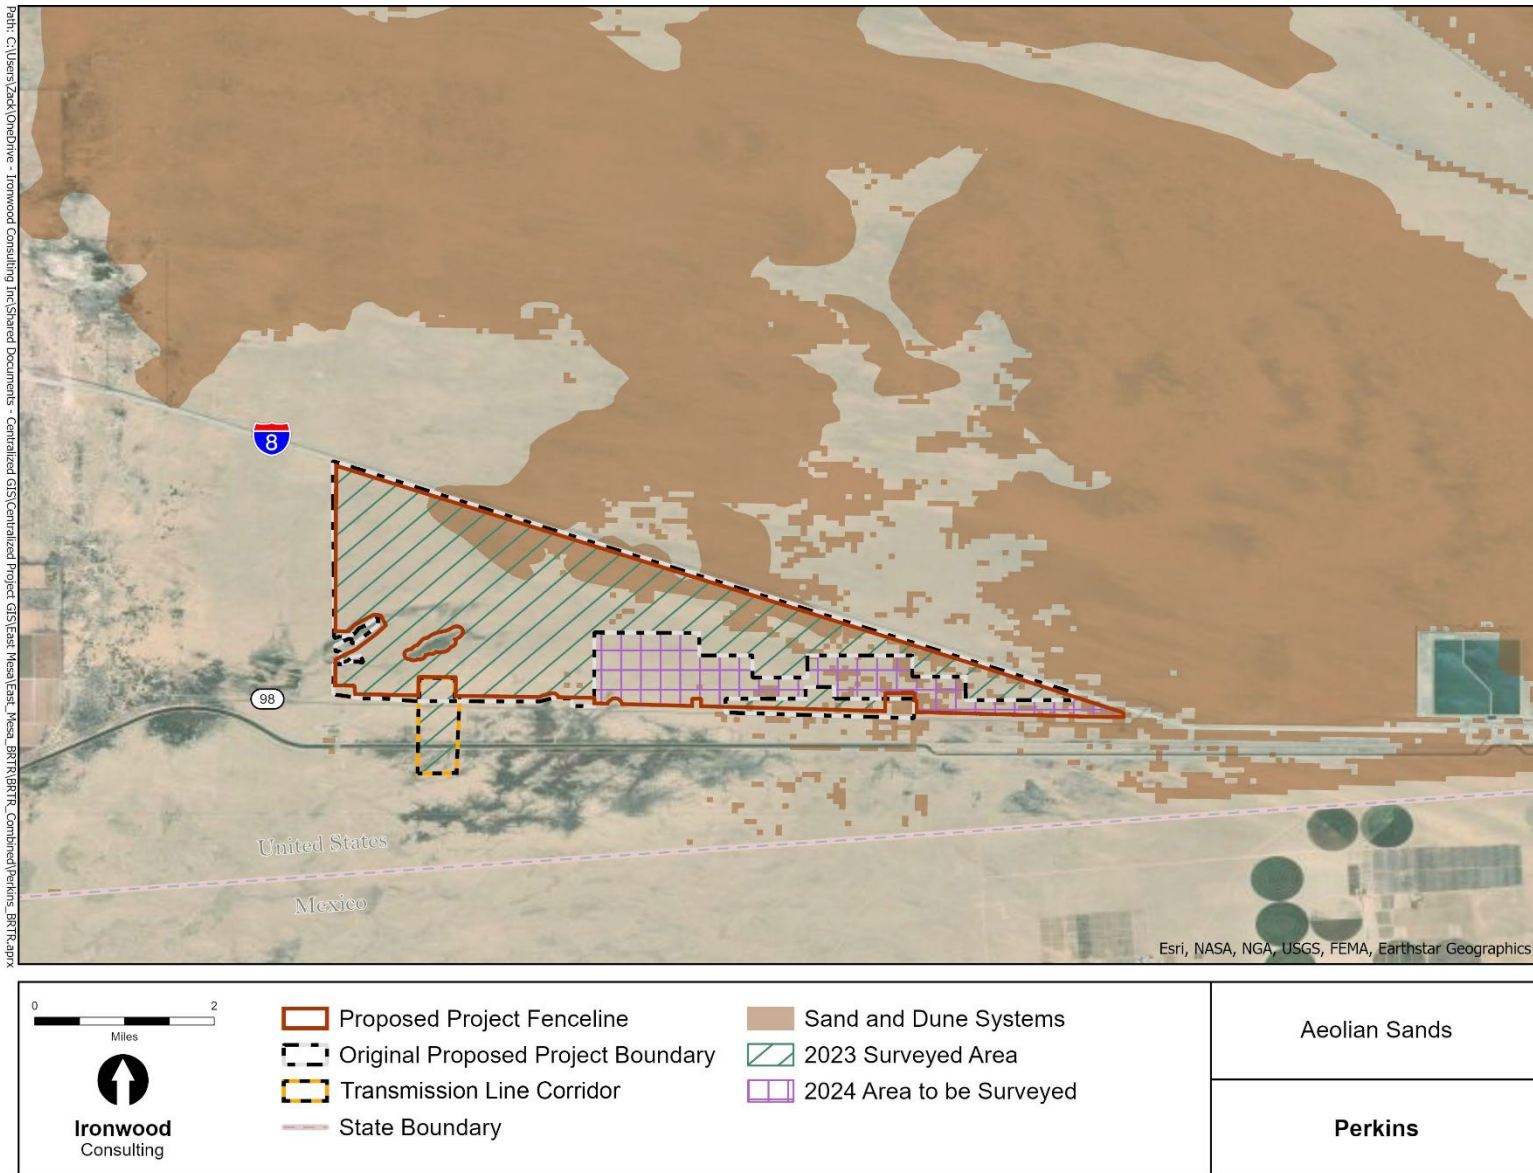 Path: C:\Users\Zack\OneDrive - Ironwood Consulting Inc\Shared Documents - Centralized GIS\Centralized Project GIS\East Mesa\East_Mesa_BRTR\BRTR_Combined\Perkins_BRTR.aprx
8
98
United States
Mexico
Esri, NASA, NGA, USGS, FEMA, Earthstar Geographics
0 2
Miles
Ironwood
Consulting
Proposed Project Fenceline
Original Proposed Project Boundary
Transmission Line Corridor
State Boundary
Sand and Dune Systems
2023 Surveyed Area
2024 Area to be Surveyed
Aeolian Sands
Perkins